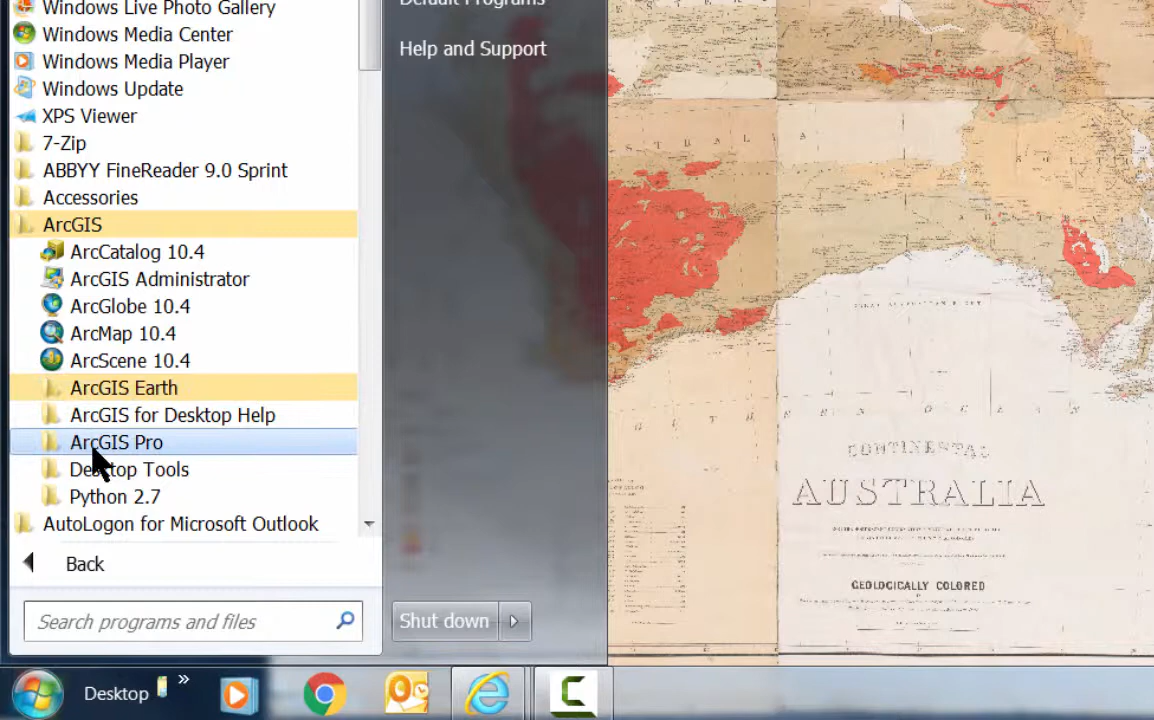 Windows Live Photo Gallery
Windows Media Center
Windows Media Player
Windows Update
XPS Viewer
7-Zip
ABBYY FineReader 9.0 Sprint
Accessories
ArcGIS
ArcCatalog 10.4
ArcGIS Administrator
ArcGlobe 10.4
ArcMap 10.4
ArcScene 10.4
ArcGIS Earth
ArcGIS for Desktop Help
ArcGIS Pro
Desktop Tools
Python 2.7
AutoLogon for Microsoft Outlook
Back
Search programs and files
Default Programs
Help and Support
Shut down
CONTINENTAL
AUSTRALIA
GEOLOGICALLY COLORED
Desktop »